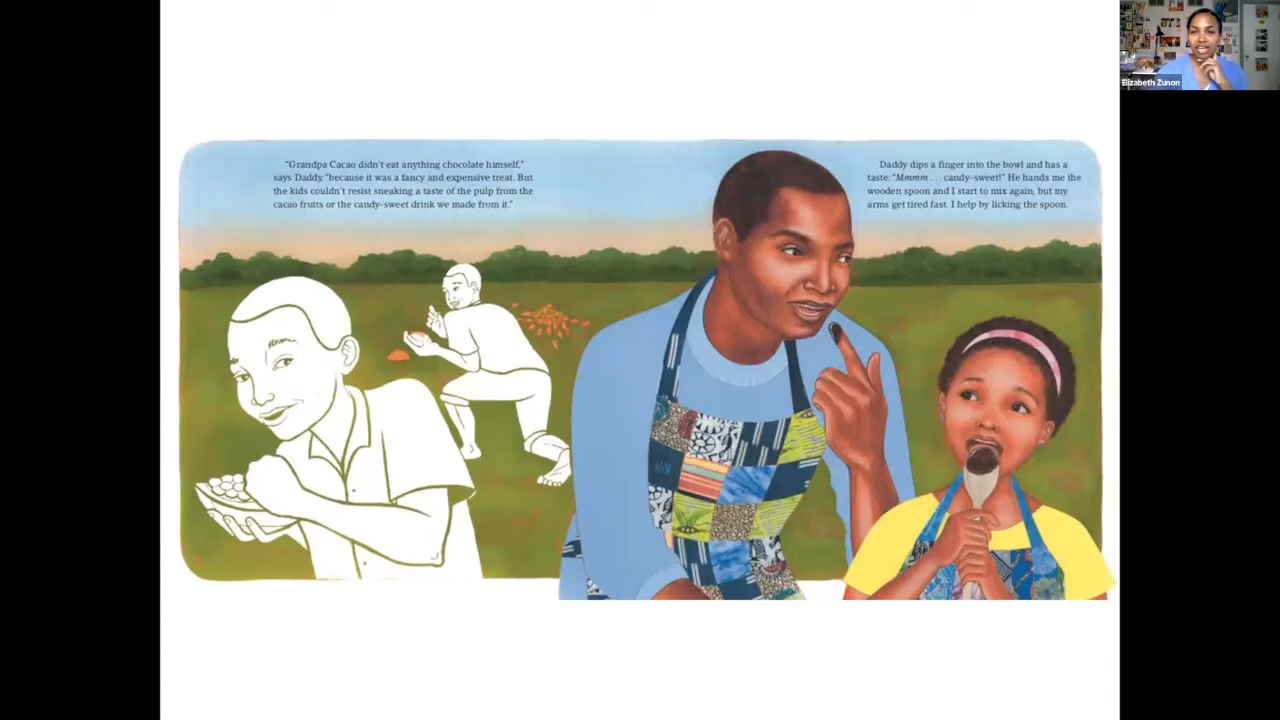 "Grandpa Cacao didn't eat anything chocolate himself,"
says Daddy, "because it was a fancy and expensive treat. But
the kids couldn't resist sneaking a taste of the pulp from the
cacao fruits or the candy-sweet drink we made from it."
Daddy dips a finger into the bowl and has a
taste: "Mmmm . . . candy-sweet!" He hands me the
wooden spoon and I start to mix again, but my
arms get tired fast. I help by licking the spoon.
Elizabeth Zunon